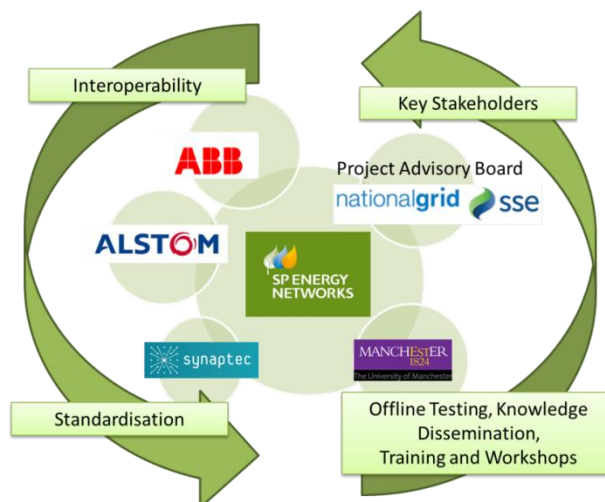 Interoperability
Key Stakeholders
ABB
Project Advisory Board
nationalgrid
sse
ALSTOM
SP ENERGY
NETWORKS
synaptec
MANCHEsTER
1824
The University of Manchester
Standardisation
Offline Testing, Knowledge
Dissemination,
Training and Workshops